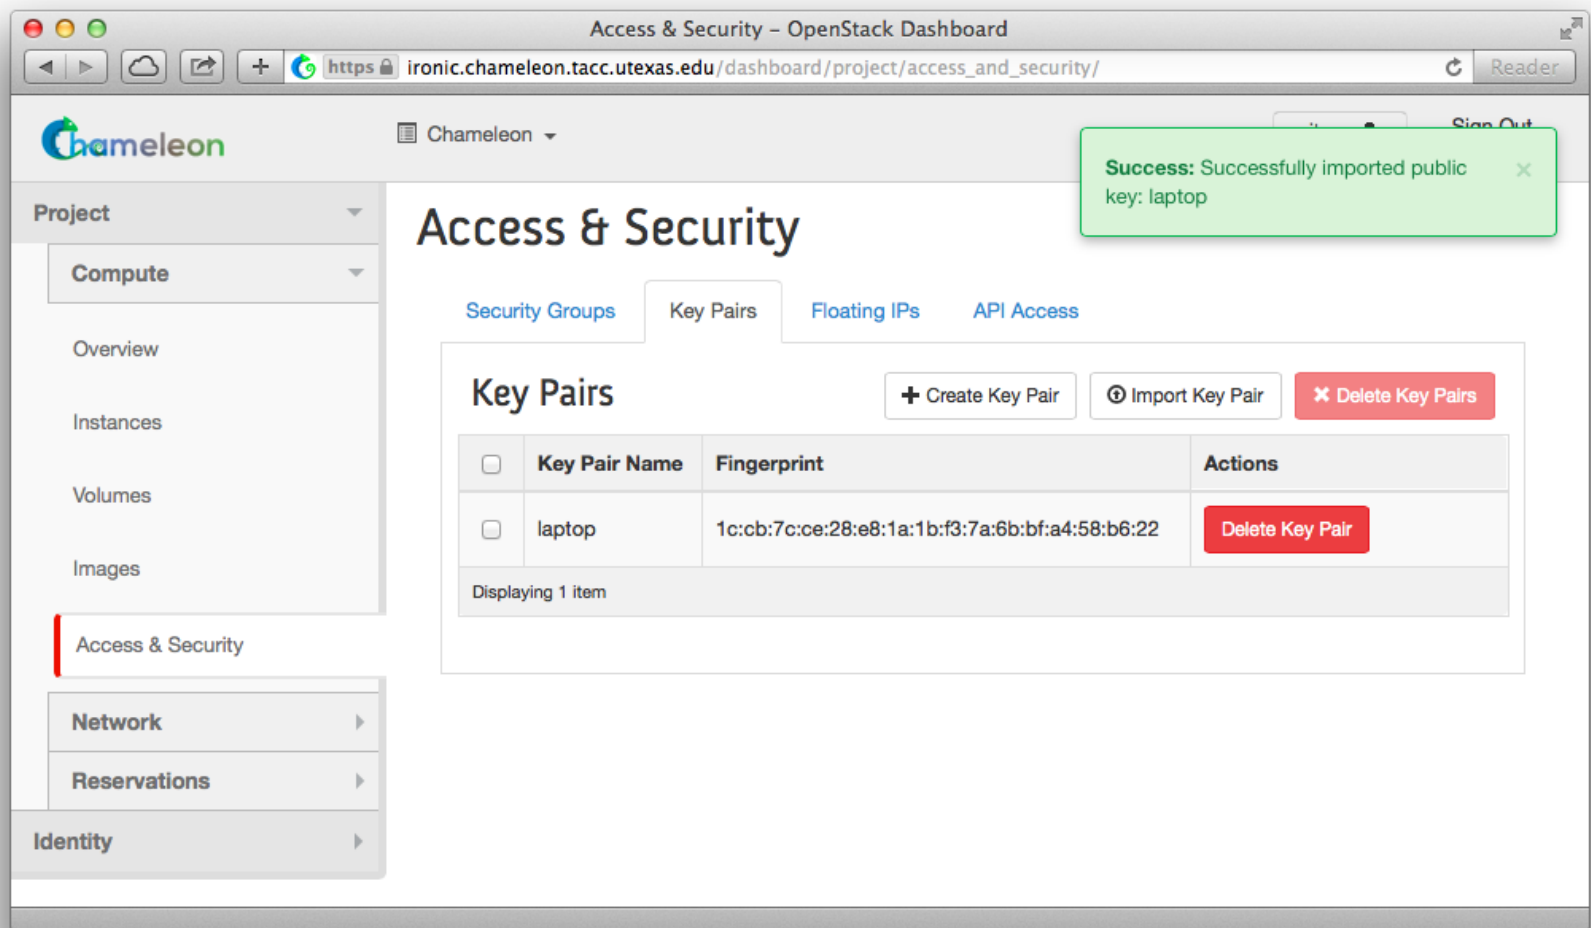 Access & Security – OpenStack Dashboard
https ironic.chameleon.tacc.utexas.edu/dashboard/project/access_and_security/ Reader
Chameleon
Chameleon
Sign Out
Success: Successfully imported public
key: laptop
Project
Compute
Overview
Instances
Volumes
Images
Access & Security
Network
Reservations
Identity
Access & Security
Security Groups Key Pairs Floating IPs API Access
Key Pairs
Create Key Pair Import Key Pair Delete Key Pairs
Key Pair Name Fingerprint Actions
laptop 1c:cb:7c:ce:28:e8:1a:1b:f3:7a:6b:bf:a4:58:b6:22 Delete Key Pair
Displaying 1 item